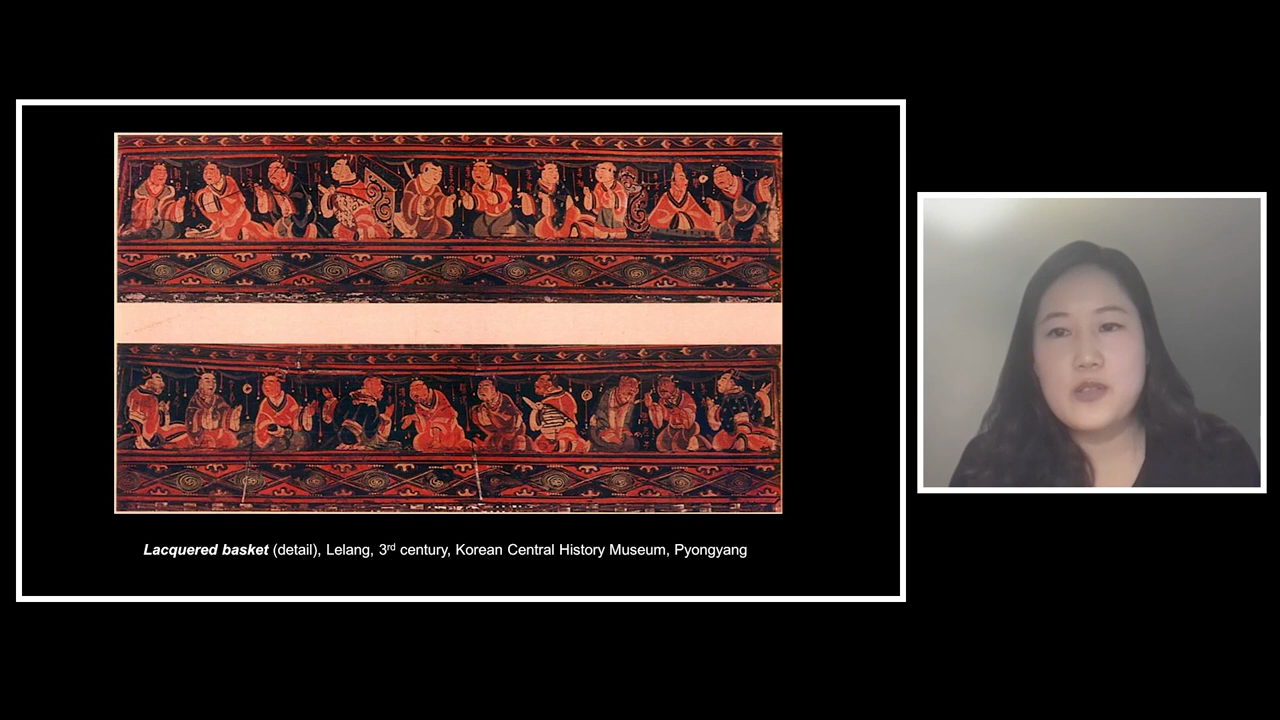 Lacquered basket (detail), Lelang, 3rd century, Korean Central History Museum, Pyongyang